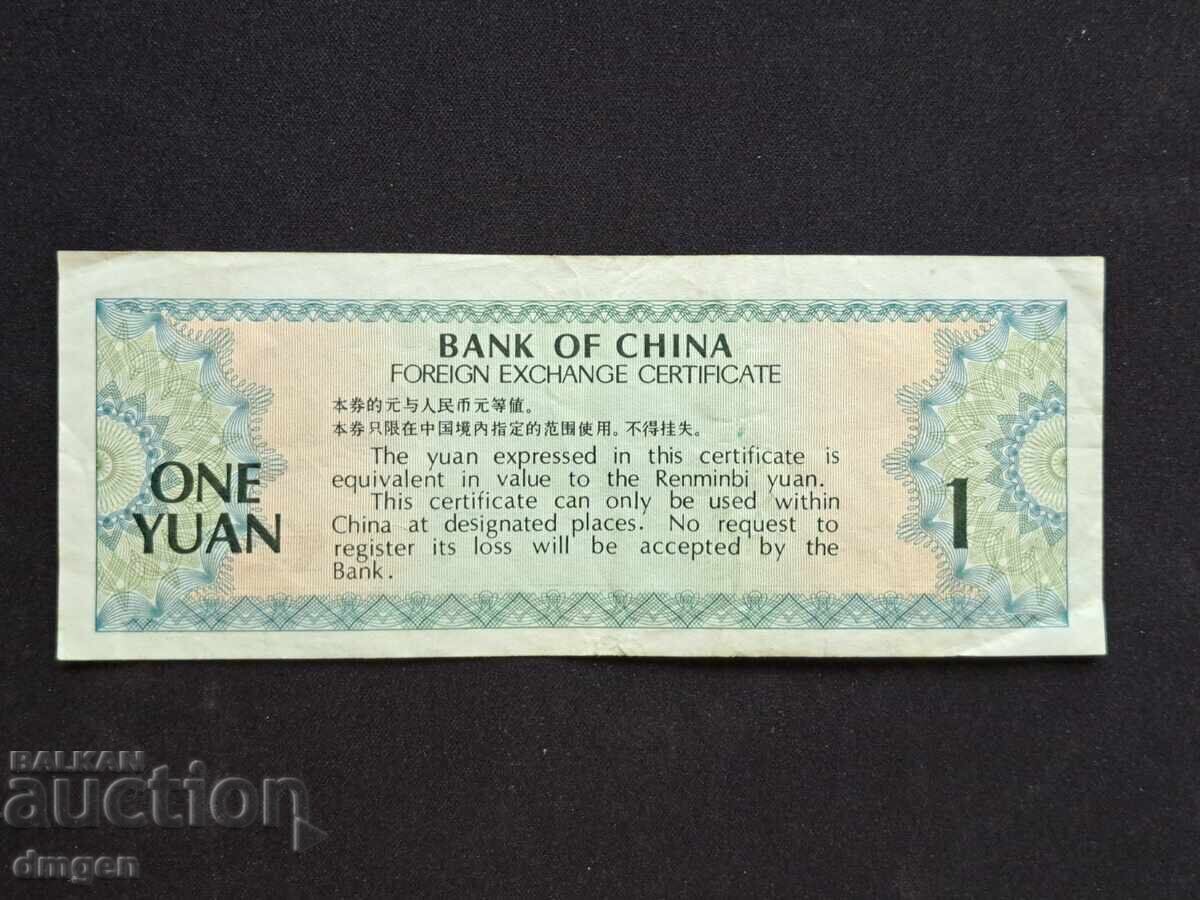 BANK OF CHINA
FOREIGN EXCHANGE CERTIFICATE
本券的元与人民币元等值。
本券只限在中国境内指定的范围使用。不得挂失。
The yuan expressed in this certificate is
equivalent in value to the Renminbi yuan.
This certificate can only be used within
China at designated places. No request to
register its loss will be accepted by the
Bank.
ONE
YUAN
1
BALKAN
auction
dmgen